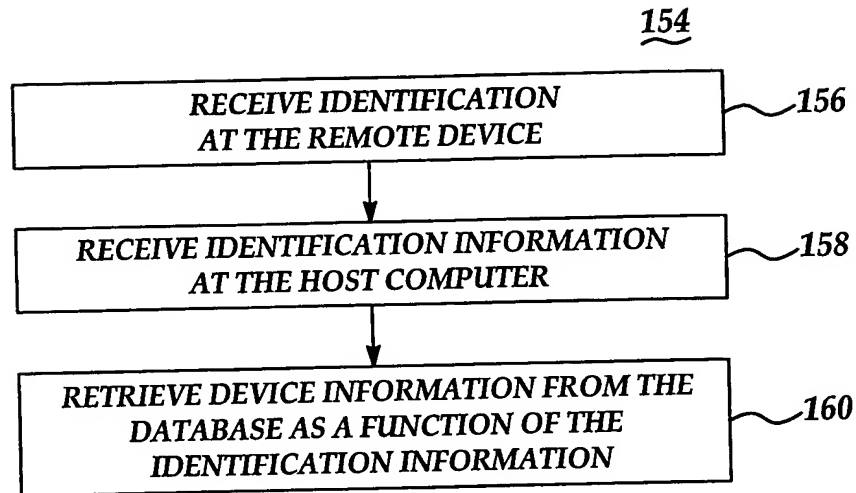 154
RECEIVE IDENTIFICATION
AT THE REMOTE DEVICE
156
RECEIVE IDENTIFICATION INFORMATION
AT THE HOST COMPUTER
158
RETRIEVE DEVICE INFORMATION FROM THE
DATABASE AS A FUNCTION OF THE
IDENTIFICATION INFORMATION
160